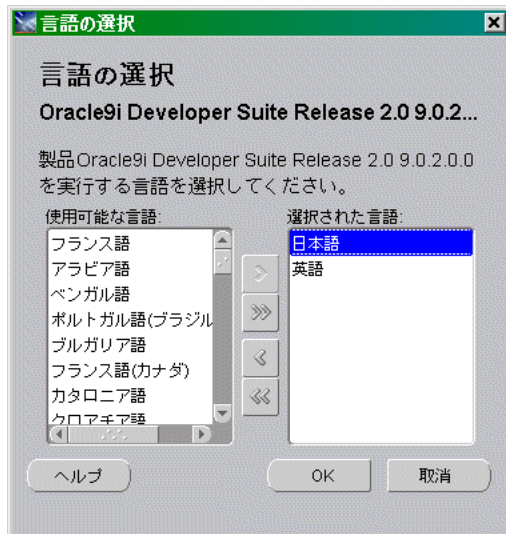 言語の選択
言語の選択
Oracle9i Developer Suite Release 2.0 9.0.2...
製品Oracle9i Developer Suite Release 2.0 9.0.2.0.0
を実行する言語を選択してください。
使用可能な言語:
フランス語
アラビア語
ベンガル語
ポルトガル語(ブラジル
ブルガリア語
フランス語(カナダ)
カタロニア語
クロアチア語
選択された言語:
日本語
英語
ヘルプ
OK
取消